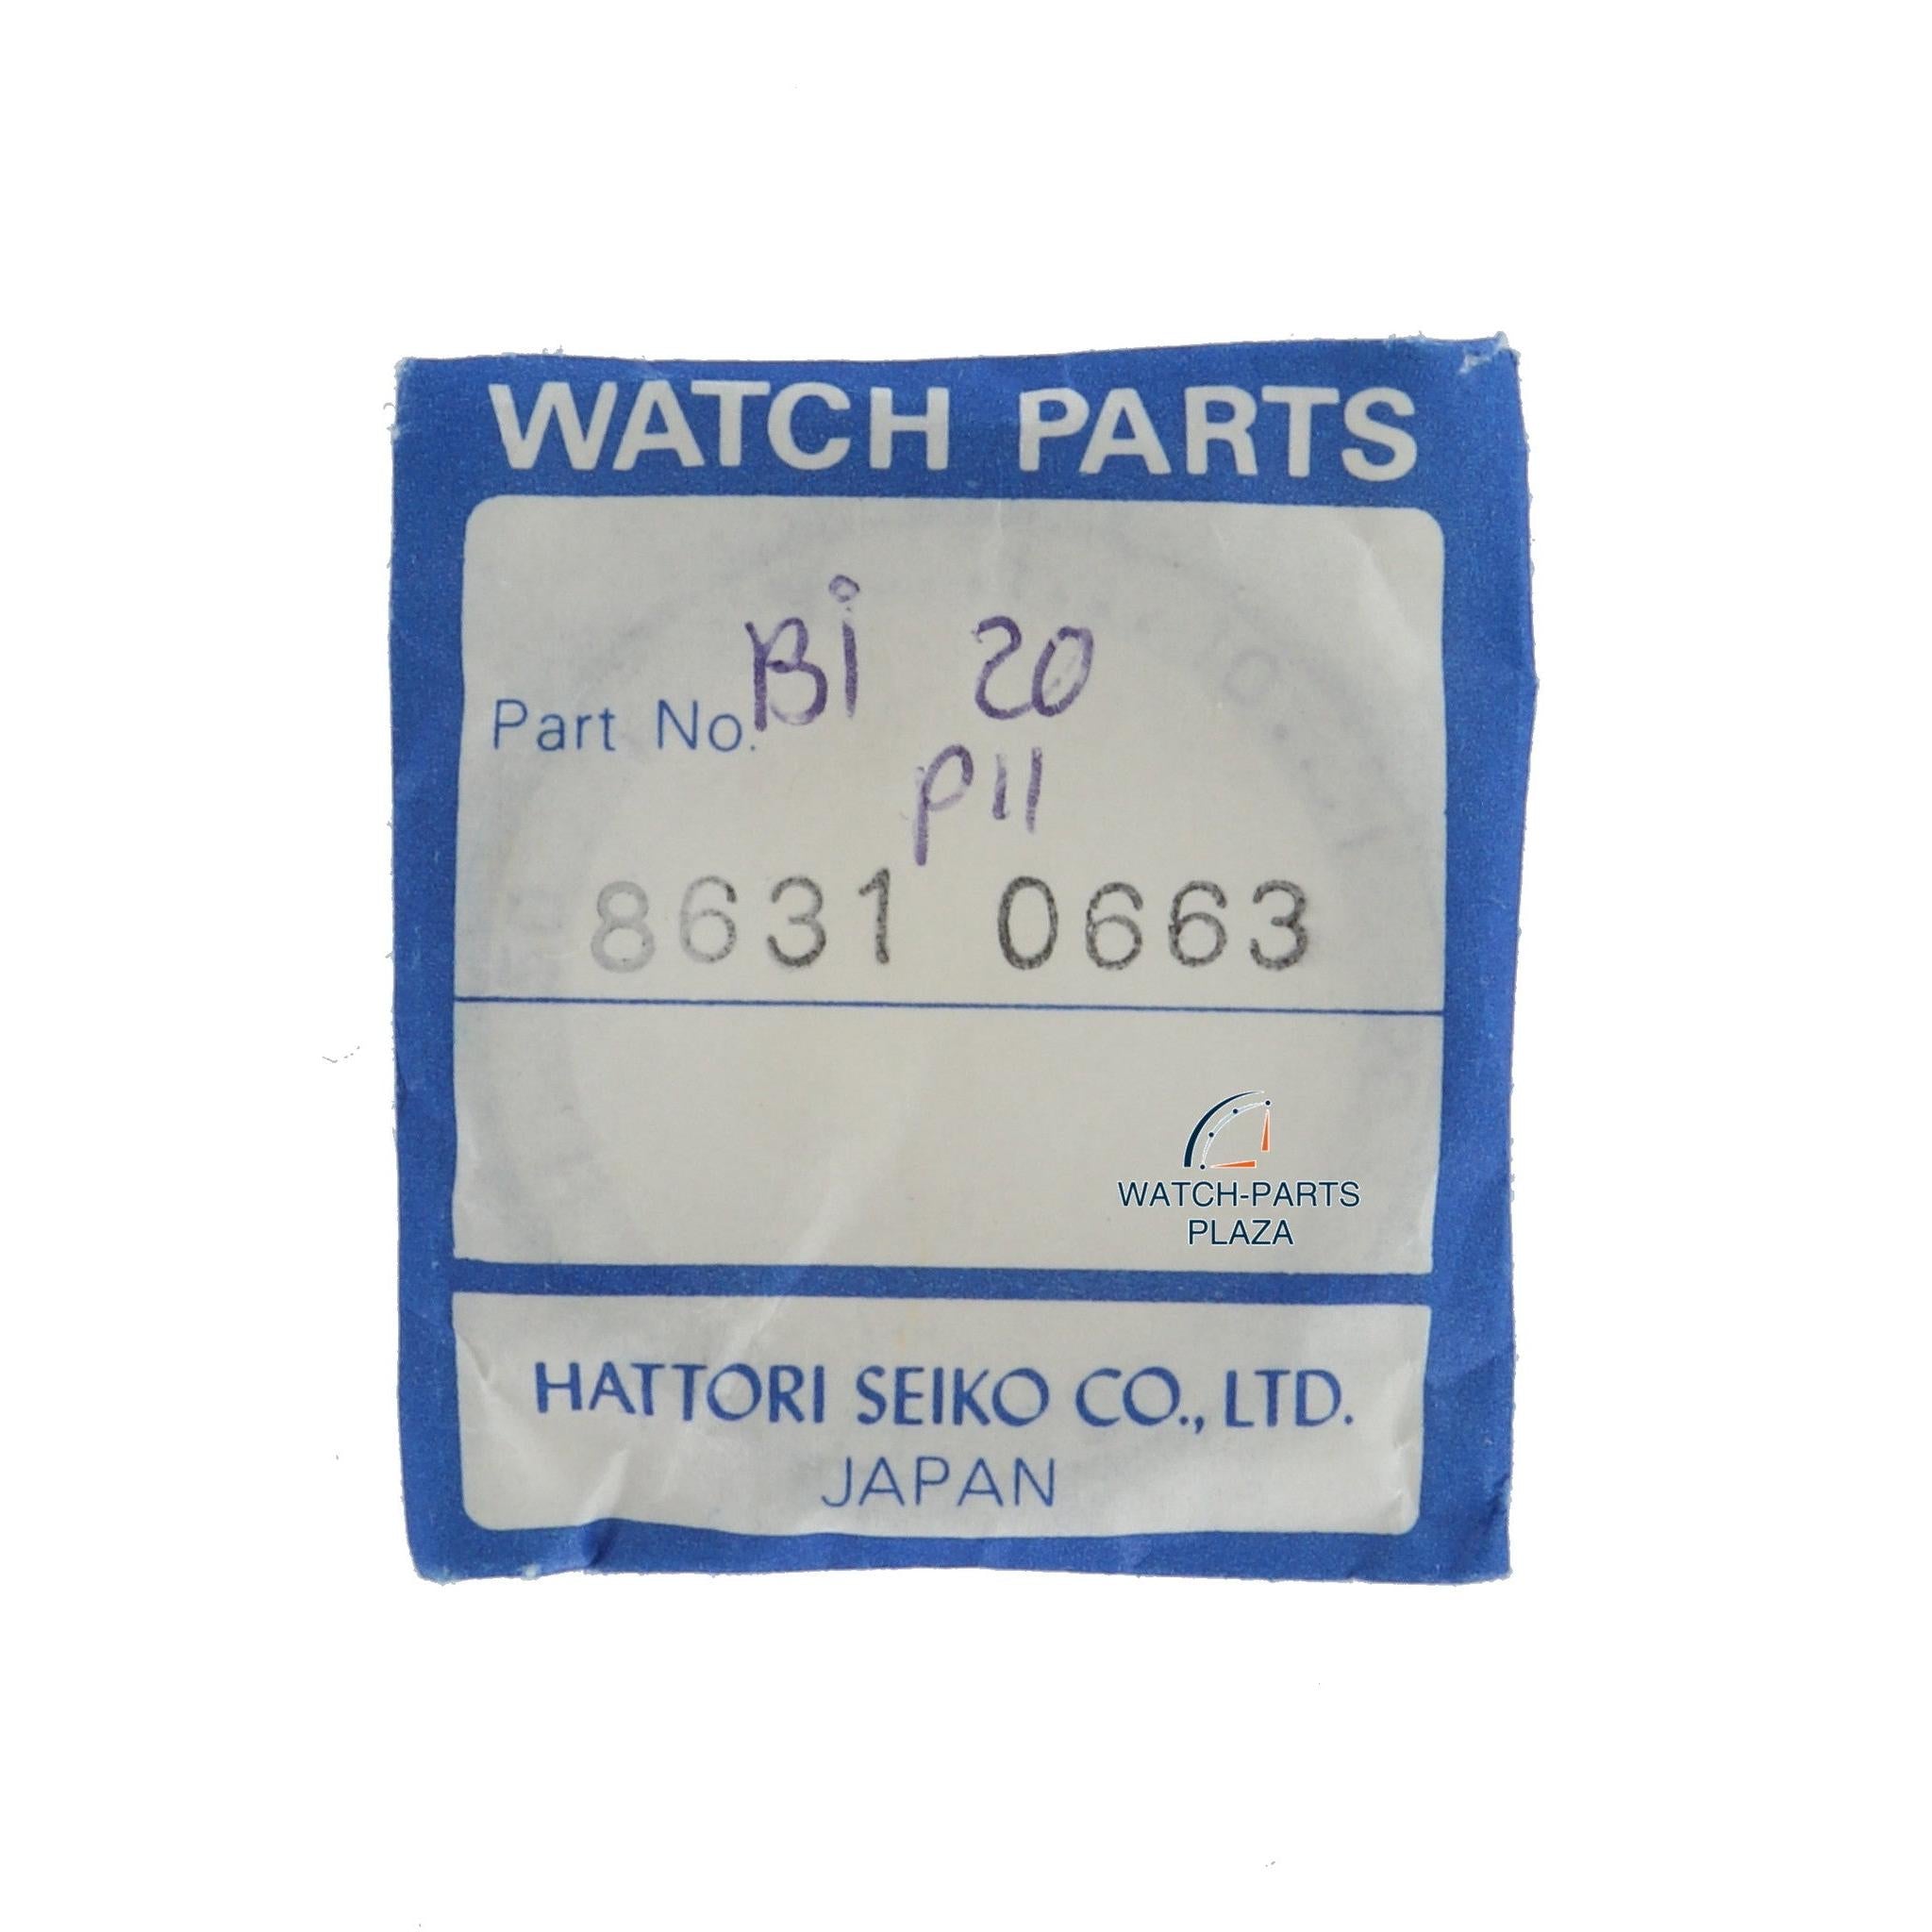 WATCH PARTS
Bi 20
Part No.
P11
8631 0663
WATCH-PARTS
PLAZA
HATTORI SEIKO CO., LTD.
JAPAN